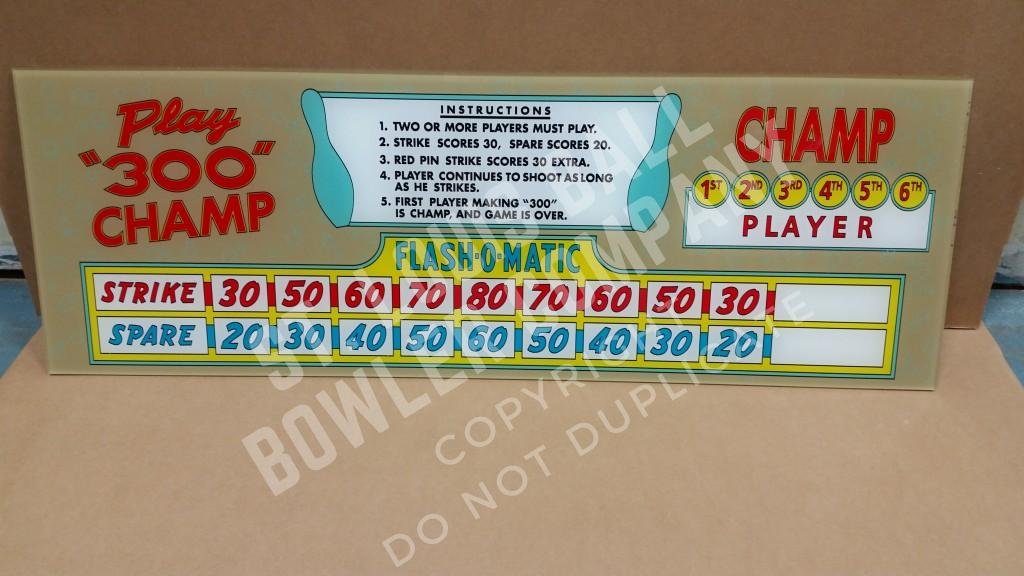 Play
"300"
CHAMP
INSTRUCTIONS
1. TWO OR MORE PLAYERS MUST PLAY.
2. STRIKE SCORES 30, SPARE SCORES 20.
3. RED PIN STRIKE SCORES 30 EXTRA.
4. PLAYER CONTINUES TO SHOOT AS LONG
AS HE STRIKES.
5. FIRST PLAYER MAKING "300"
IS CHAMP, AND GAME IS OVER.
CHAMP
1ST 2ND 3RD 4TH 5TH 6TH
PLAYER
FLASH-O-MATIC
STRIKE 30 50 60 70 80 70 60 50 30
SPARE 20 30 40 50 60 50 40 30 20
ST. LOUIS BALL
BOWLER COMPANY
COPYRIGHT
DO NOT DUPLICATE